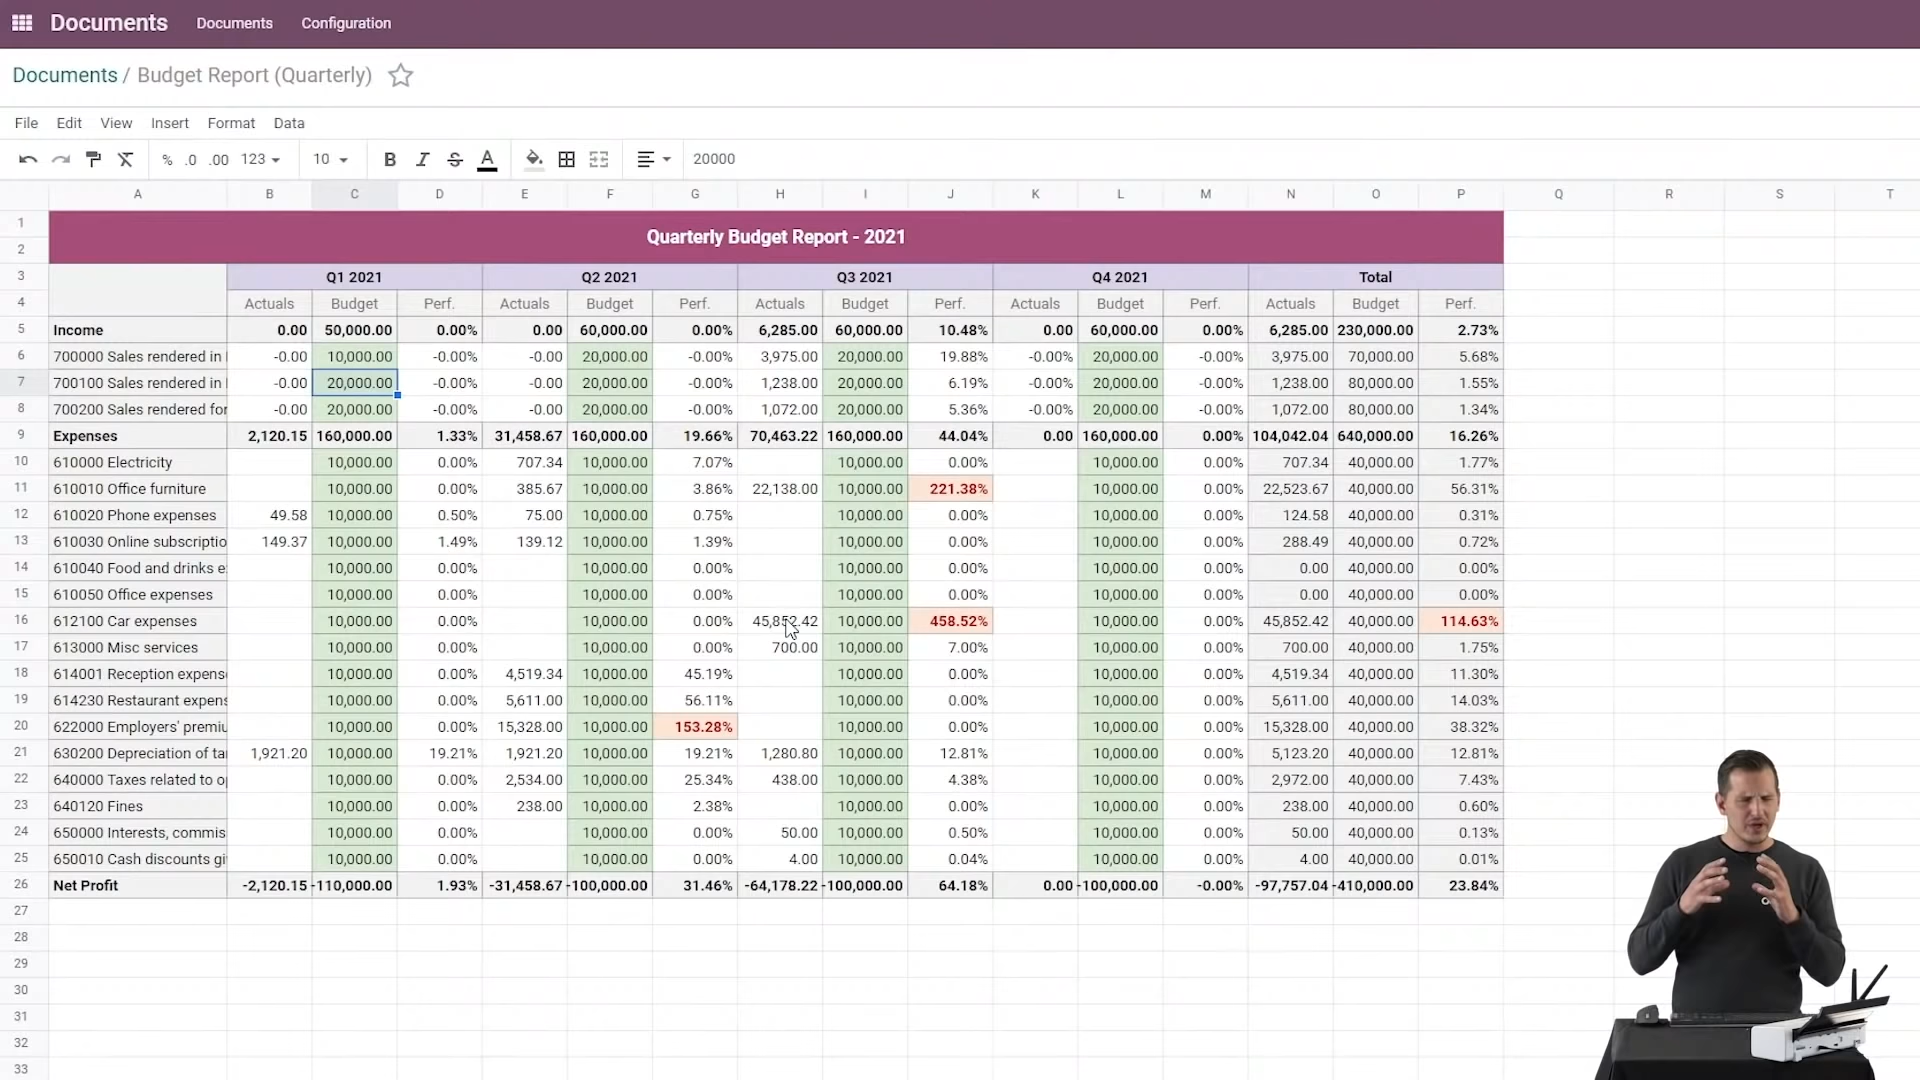 Documents Documents Configuration
Documents / Budget Report (Quarterly)
File Edit View Insert Format Data
% .0 .00 123 10 B I S A 20000
A B C D E F G H I J K L M N O P Q R S T
1 Quarterly Budget Report - 2021
2
3 Q1 2021 Q2 2021 Q3 2021 Q4 2021 Total
4 Actuals Budget Perf. Actuals Budget Perf. Actuals Budget Perf. Actuals Budget Perf. Actuals Budget Perf.
5 Income 0.00 50,000.00 0.00% 0.00 60,000.00 0.00% 6,285.00 60,000.00 10.48% 0.00 60,000.00 0.00% 6,285.00 230,000.00 2.73%
6 700000 Sales rendered in -0.00 10,000.00 -0.00% -0.00 20,000.00 -0.00% 3,975.00 20,000.00 19.88% -0.00% 20,000.00 -0.00% 3,975.00 70,000.00 5.68%
7 700100 Sales rendered in -0.00 20,000.00 -0.00% -0.00 20,000.00 -0.00% 1,238.00 20,000.00 6.19% -0.00% 20,000.00 -0.00% 1,238.00 80,000.00 1.55%
8 700200 Sales rendered for -0.00 20,000.00 -0.00% -0.00 20,000.00 -0.00% 1,072.00 20,000.00 5.36% -0.00% 20,000.00 -0.00% 1,072.00 80,000.00 1.34%
9 Expenses 2,120.15 160,000.00 1.33% 31,458.67 160,000.00 19.66% 70,463.22 160,000.00 44.04% 0.00 160,000.00 0.00% 104,042.04 640,000.00 16.26%
10 610000 Electricity 10,000.00 0.00% 707.34 10,000.00 7.07% 10,000.00 0.00% 10,000.00 0.00% 707.34 40,000.00 1.77%
11 610010 Office furniture 10,000.00 0.00% 385.67 10,000.00 3.86% 22,138.00 10,000.00 221.38% 10,000.00 0.00% 22,523.67 40,000.00 56.31%
12 610020 Phone expenses 49.58 10,000.00 0.50% 75.00 10,000.00 0.75% 10,000.00 0.00% 10,000.00 0.00% 124.58 40,000.00 0.31%
13 610030 Online subscriptio 149.37 10,000.00 1.49% 139.12 10,000.00 1.39% 10,000.00 0.00% 10,000.00 0.00% 288.49 40,000.00 0.72%
14 610040 Food and drinks e 10,000.00 0.00% 10,000.00 0.00% 10,000.00 0.00% 10,000.00 0.00% 0.00 40,000.00 0.00%
15 610050 Office expenses 10,000.00 0.00% 10,000.00 0.00% 10,000.00 0.00% 10,000.00 0.00% 0.00 40,000.00 0.00%
16 612100 Car expenses 10,000.00 0.00% 10,000.00 0.00% 45,852.42 10,000.00 458.52% 10,000.00 0.00% 45,852.42 40,000.00 114.63%
17 613000 Misc services 10,000.00 0.00% 10,000.00 0.00% 700.00 10,000.00 7.00% 10,000.00 0.00% 700.00 40,000.00 1.75%
18 614001 Reception expens 10,000.00 0.00% 4,519.34 10,000.00 45.19% 10,000.00 0.00% 10,000.00 0.00% 4,519.34 40,000.00 11.30%
19 614230 Restaurant expens 10,000.00 0.00% 5,611.00 10,000.00 56.11% 10,000.00 0.00% 10,000.00 0.00% 5,611.00 40,000.00 14.03%
20 622000 Employers' premiu 10,000.00 0.00% 15,328.00 10,000.00 153.28% 10,000.00 0.00% 10,000.00 0.00% 15,328.00 40,000.00 38.32%
21 630200 Depreciation of ta 1,921.20 10,000.00 19.21% 1,921.20 10,000.00 19.21% 1,280.80 10,000.00 12.81% 10,000.00 0.00% 5,123.20 40,000.00 12.81%
22 640000 Taxes related to o 10,000.00 0.00% 2,534.00 10,000.00 25.34% 438.00 10,000.00 4.38% 10,000.00 0.00% 2,972.00 40,000.00 7.43%
23 640120 Fines 10,000.00 0.00% 238.00 10,000.00 2.38% 10,000.00 0.00% 10,000.00 0.00% 238.00 40,000.00 0.60%
24 650000 Interests, commis 10,000.00 0.00% 10,000.00 0.00% 50.00 10,000.00 0.50% 10,000.00 0.00% 50.00 40,000.00 0.13%
25 650010 Cash discounts gi 10,000.00 0.00% 10,000.00 0.00% 4.00 10,000.00 0.04% 10,000.00 0.00% 4.00 40,000.00 0.01%
26 Net Profit -2,120.15 -110,000.00 1.93% -31,458.67 -100,000.00 31.46% -64,178.22 -100,000.00 64.18% 0.00 -100,000.00 -0.00% -97,757.04 -410,000.00 23.84%
27
28
29
30
31
32
33